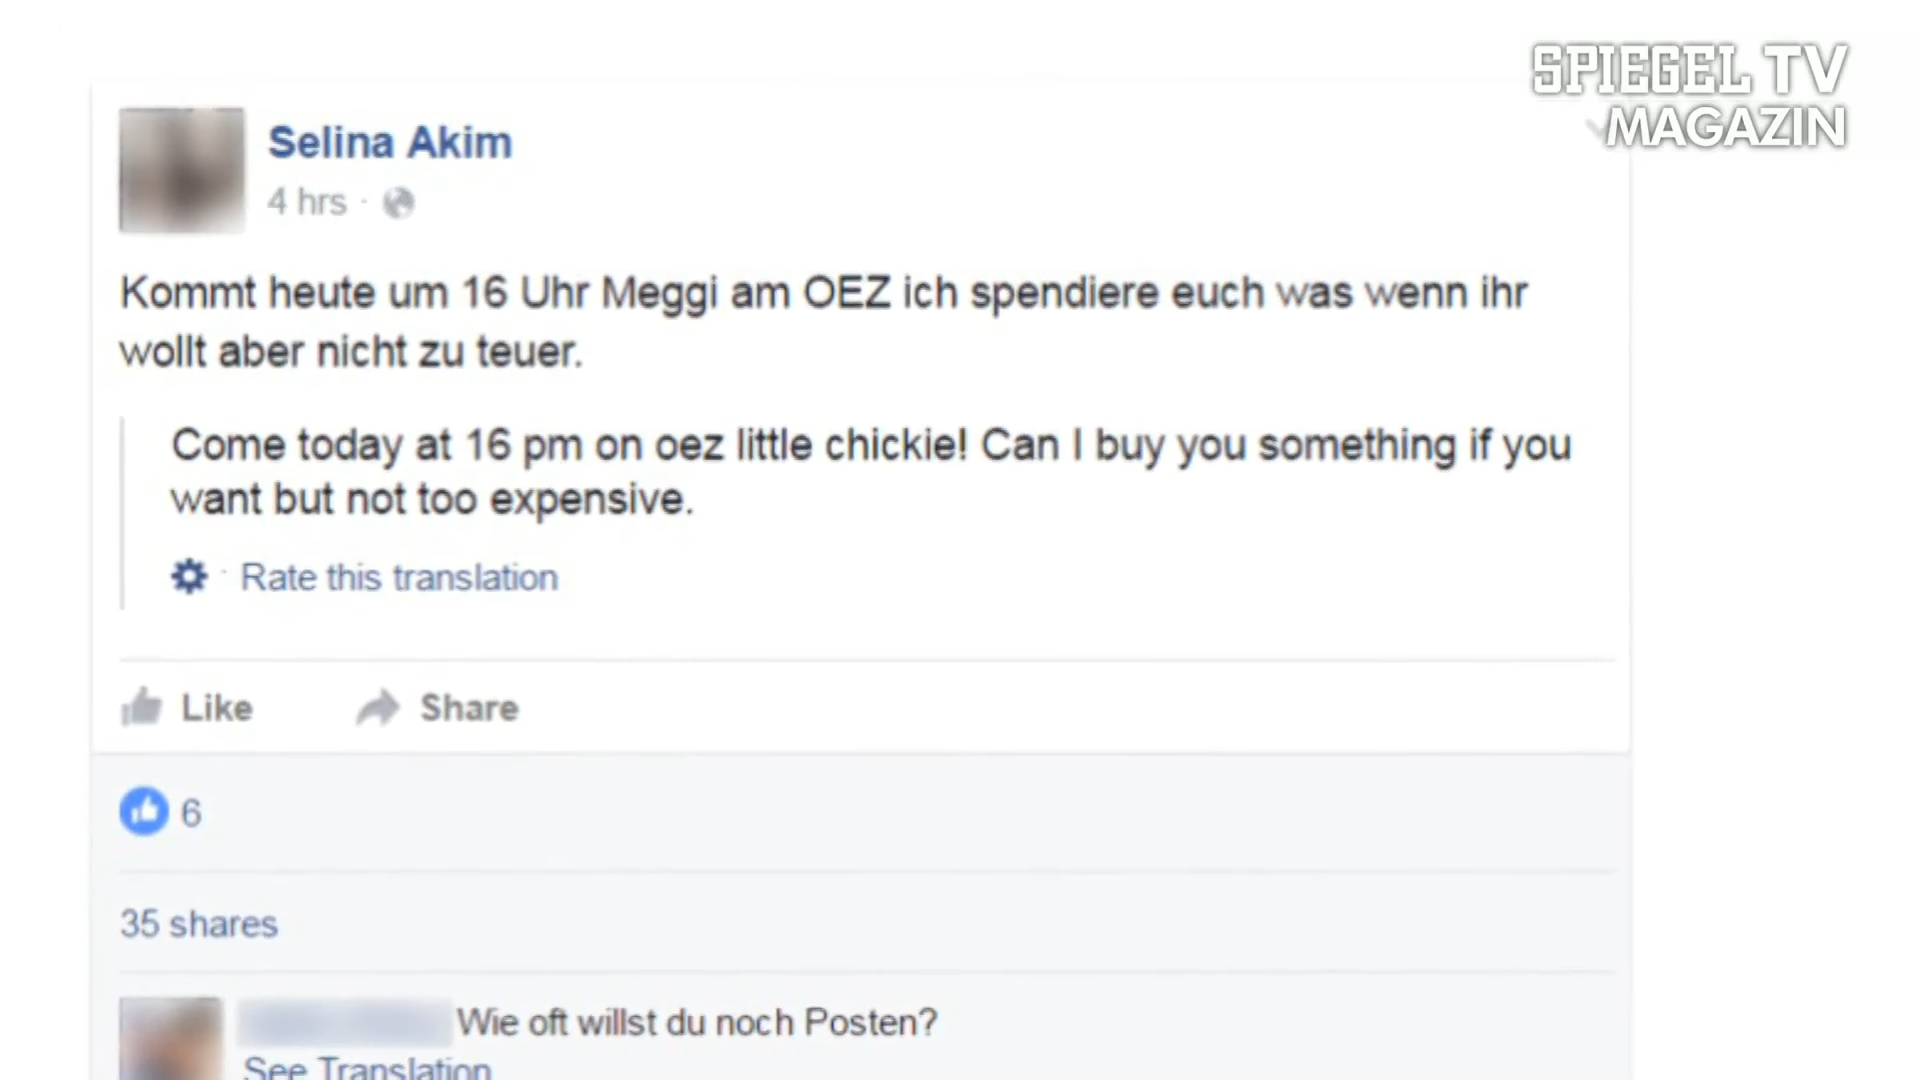 SPIEGEL TV
MAGAZIN
Selina Akim
4 hrs ·
Kommt heute um 16 Uhr Meggi am OEZ ich spendiere euch was wenn ihr
wollt aber nicht zu teuer.
Come today at 16 pm on oez little chickie! Can I buy you something if you
want but not too expensive.
· Rate this translation
Like Share
6
35 shares
Wie oft willst du noch Posten?
See Translation